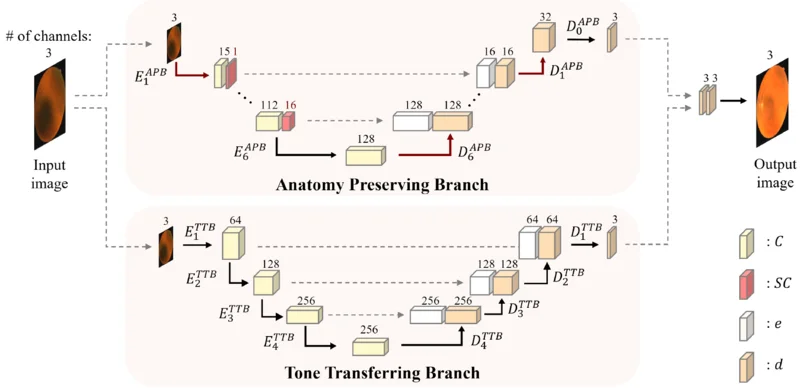 # of channels:
3
Input
image
3
E_1^{APB}
15 1
16 16
D_1^{APB}
32
D_0^{APB}
3
112 16
128 128
E_6^{APB}
128
D_6^{APB}
Anatomy Preserving Branch
3
E_1^{TTB}
64
64 64
D_1^{TTB}
3
E_2^{TTB}
128
128 128
D_2^{TTB}
E_3^{TTB}
256
256 256
D_3^{TTB}
E_4^{TTB}
256
D_4^{TTB}
Tone Transferring Branch
3 3
3
Output
image
: C
: SC
: e
: d